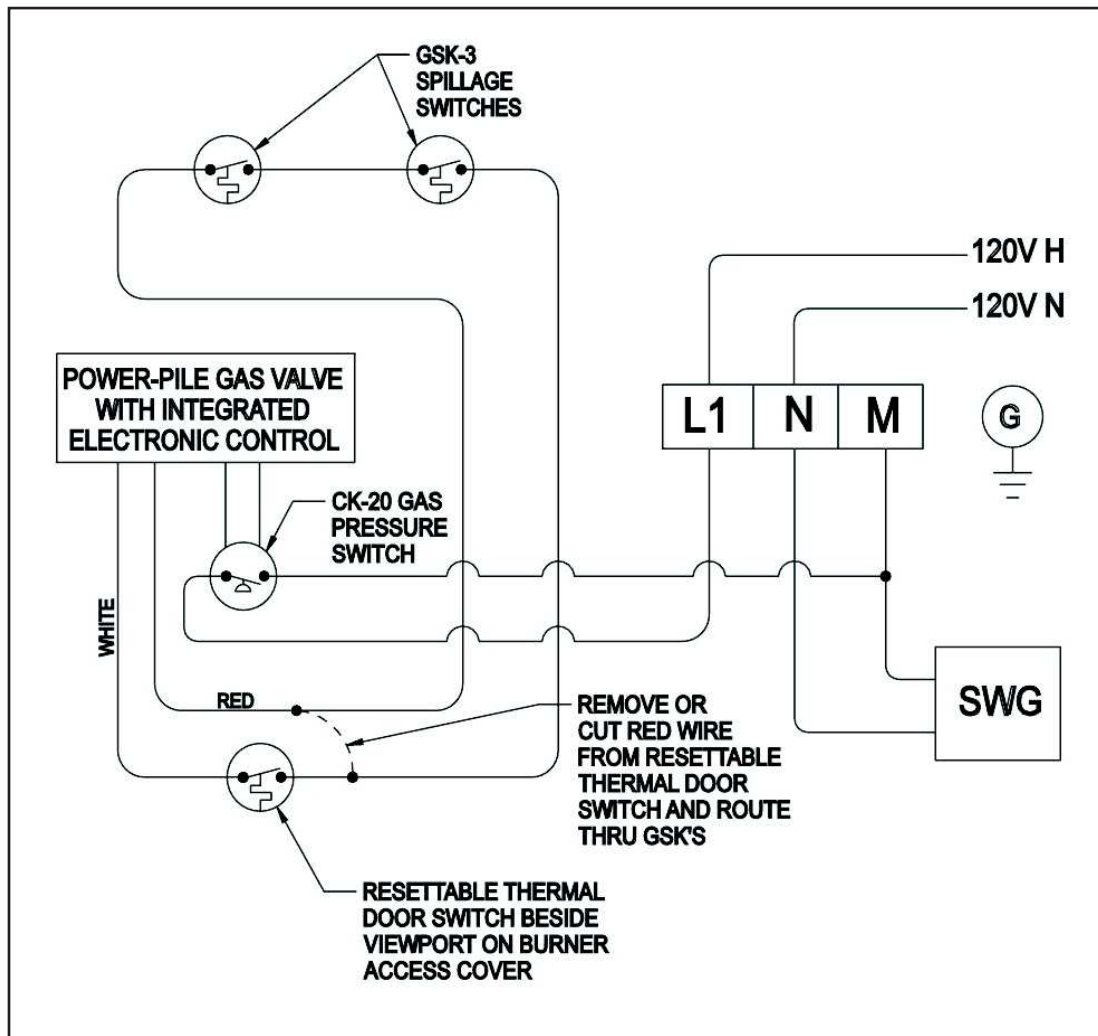 GSK-3
SPILLAGE
SWITCHES
120V H
120V N
POWER-PILE GAS VALVE
WITH INTEGRATED
ELECTRONIC CONTROL
L1 N M
G
CK-20 GAS
PRESSURE
SWITCH
WHITE
RED
SWG
REMOVE OR
CUT RED WIRE
FROM RESETTABLE
THERMAL DOOR
SWITCH AND ROUTE
THRU GSK'S
RESETTABLE THERMAL
DOOR SWITCH BESIDE
VIEWPORT ON BURNER
ACCESS COVER